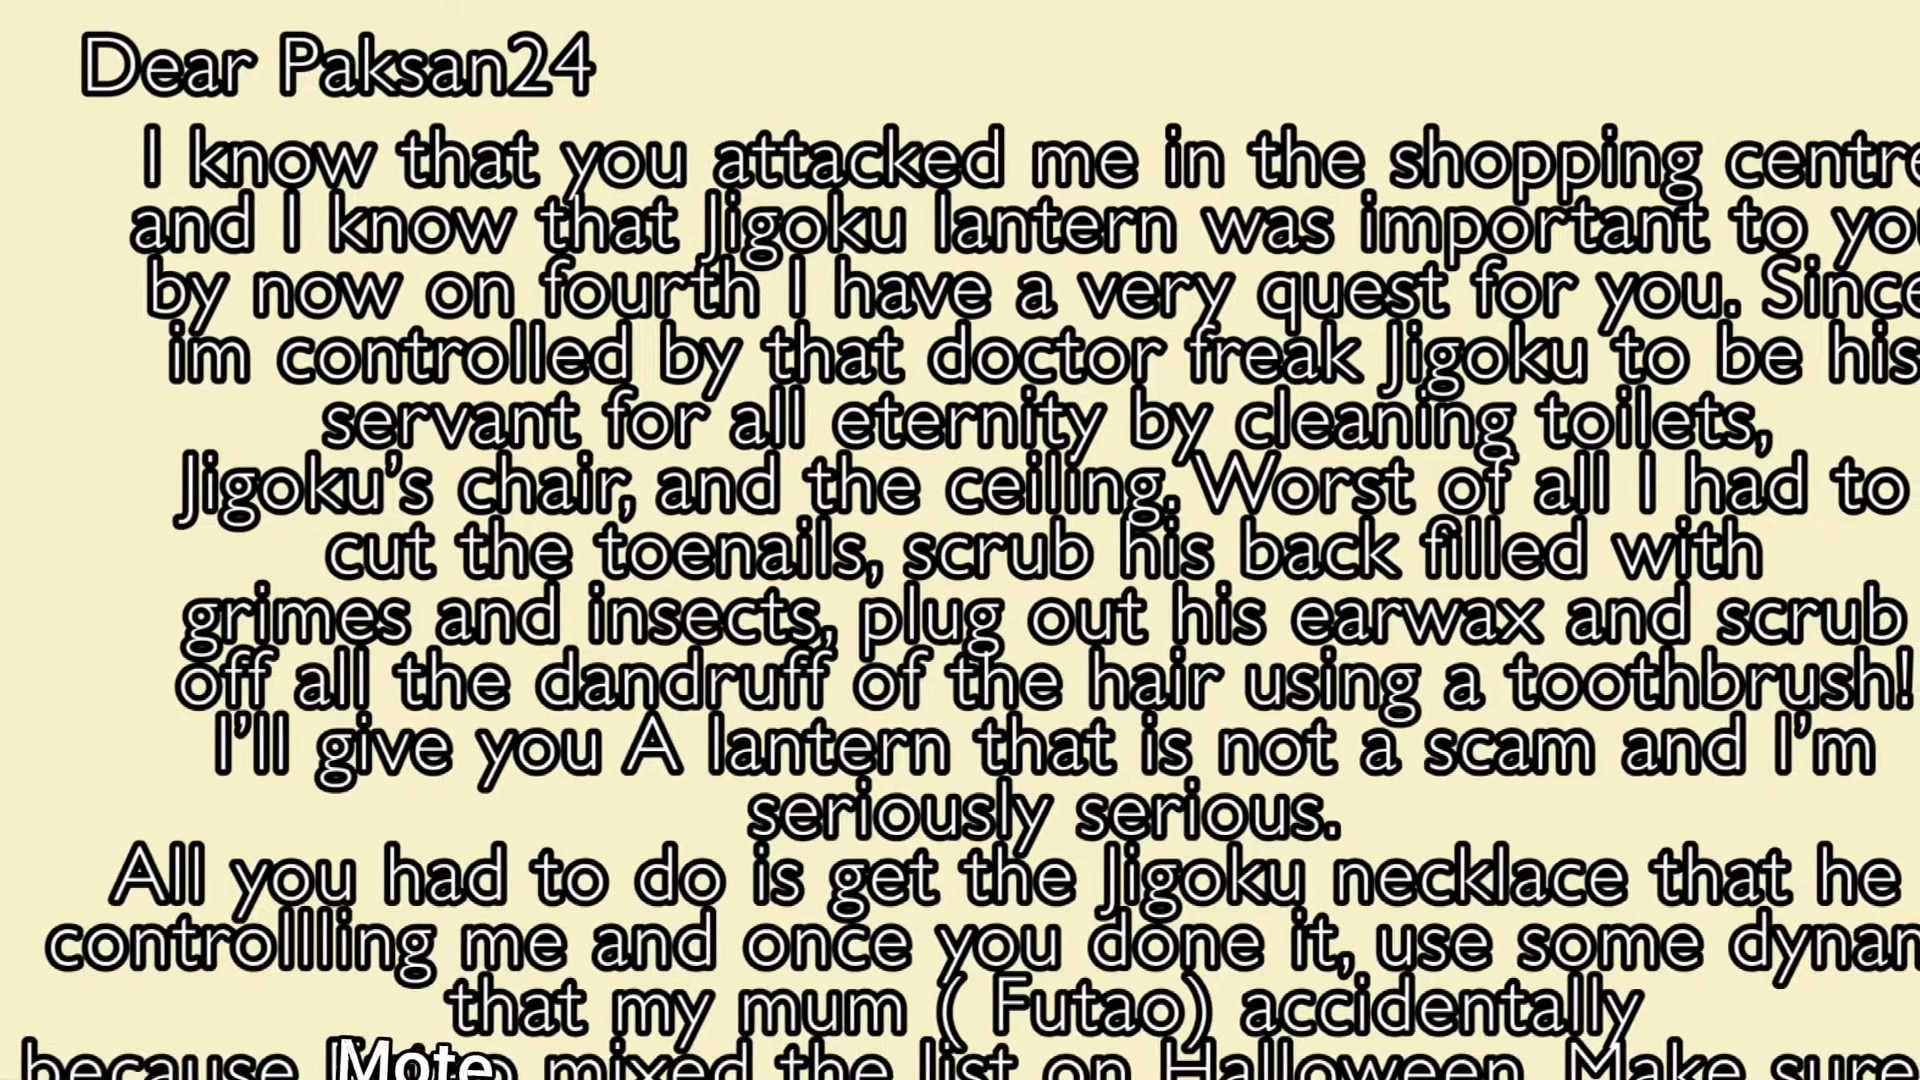 Dear Paksan24
I know that you attacked me in the shopping centre
and I know that Jigoku lantern was important to you
by now on fourth I have a very quest for you. Since
im controlled by that doctor freak Jigoku to be his
servant for all eternity by cleaning toilets,
Jigoku's chair, and the ceiling. Worst of all I had to
cut the toenails, scrub his back filled with
grimes and insects, plug out his earwax and scrub
off all the dandruff of the hair using a toothbrush!
I'll give you A lantern that is not a scam and I'm
seriously serious.
All you had to do is get the Jigoku necklace that he
controllling me and once you done it, use some dynam
that my mum ( Futao) accidentally
because mixed the list on Halloween. Make sure
Mote